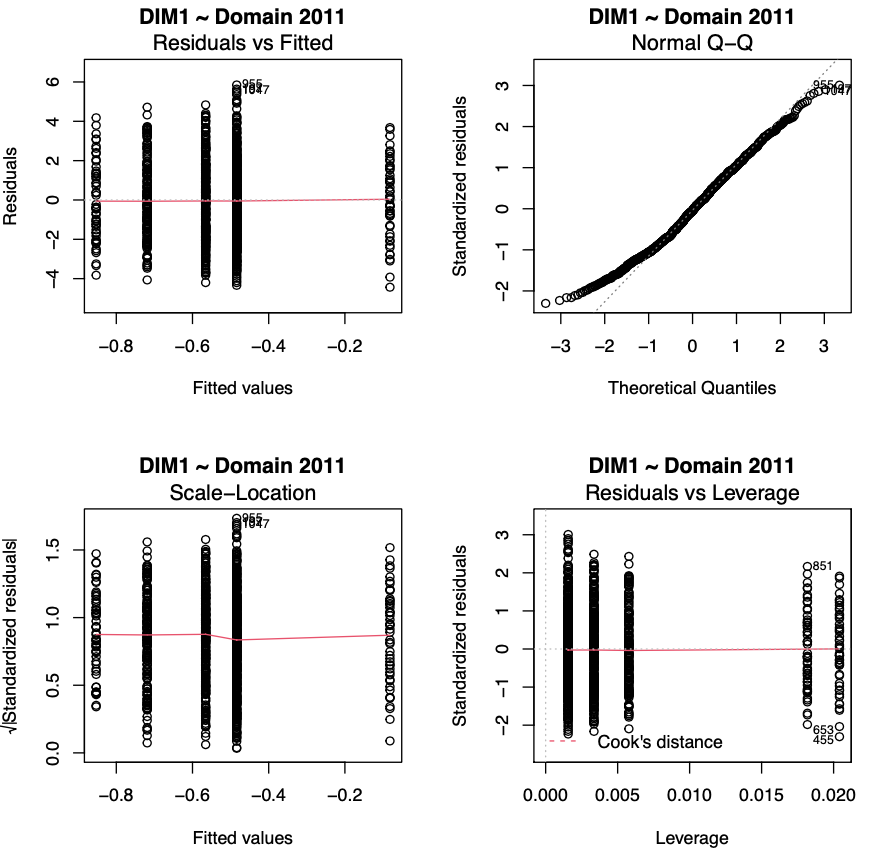 DIM1 ~ Domain 2011
Residuals vs Fitted
Residuals
6
4
2
0
−2
−4
955
1047
−0.8 −0.6 −0.4 −0.2
Fitted values
DIM1 ~ Domain 2011
Normal Q−Q
Standardized residuals
3
2
1
0
−1
−2
955
1047
−3 −2 −1 0 1 2 3
Theoretical Quantiles
DIM1 ~ Domain 2011
Scale−Location
√|Standardized residuals|
1.5
1.0
0.5
0.0
955
1047
−0.8 −0.6 −0.4 −0.2
Fitted values
DIM1 ~ Domain 2011
Residuals vs Leverage
Standardized residuals
3
2
1
0
−1
−2
851
653
455
Cook's distance
0.000 0.005 0.010 0.015 0.020
Leverage